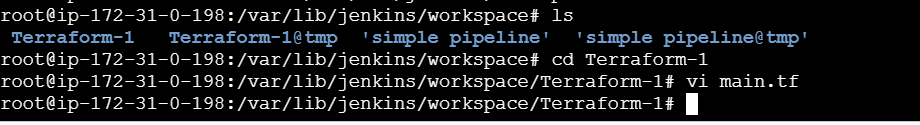 root@ip-172-31-0-198:/var/lib/jenkins/workspace# ls
Terraform-1   Terraform-1@tmp  'simple pipeline'  'simple pipeline@tmp'
root@ip-172-31-0-198:/var/lib/jenkins/workspace# cd Terraform-1
root@ip-172-31-0-198:/var/lib/jenkins/workspace/Terraform-1# vi main.tf
root@ip-172-31-0-198:/var/lib/jenkins/workspace/Terraform-1#